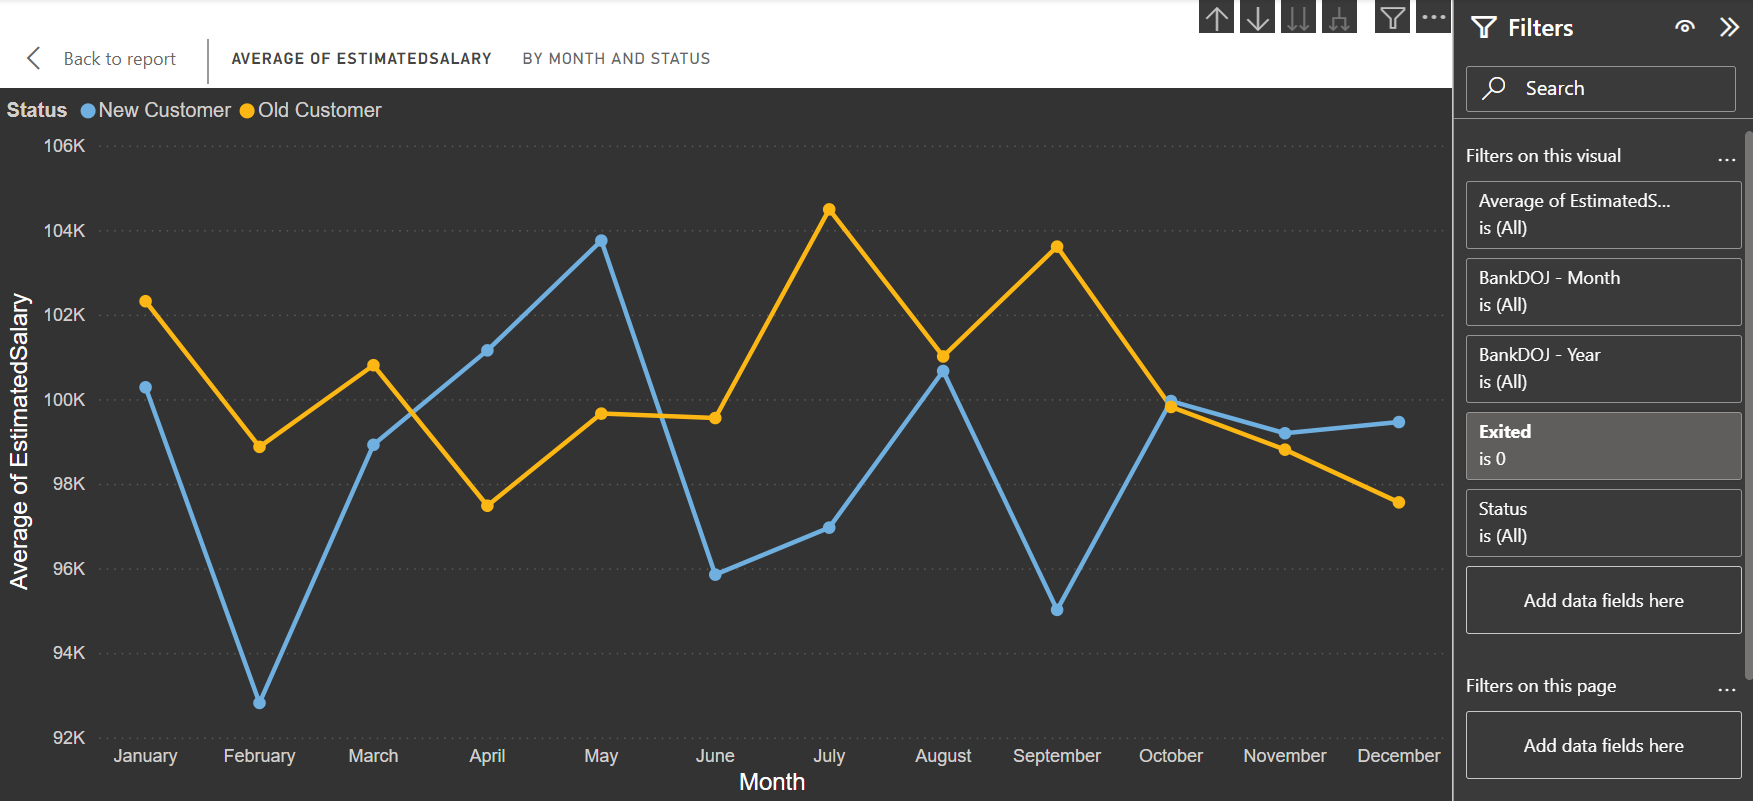 Back to report
AVERAGE OF ESTIMATEDSALARY
BY MONTH AND STATUS
Status New Customer Old Customer
106K
104K
102K
100K
98K
96K
94K
92K
Average of EstimatedSalary
January February March April May June July August September October November December
Month
Filters
Search
Filters on this visual ...
Average of EstimatedS...
is (All)
BankDOJ - Month
is (All)
BankDOJ - Year
is (All)
Exited
is 0
Status
is (All)
Add data fields here
Filters on this page ...
Add data fields here